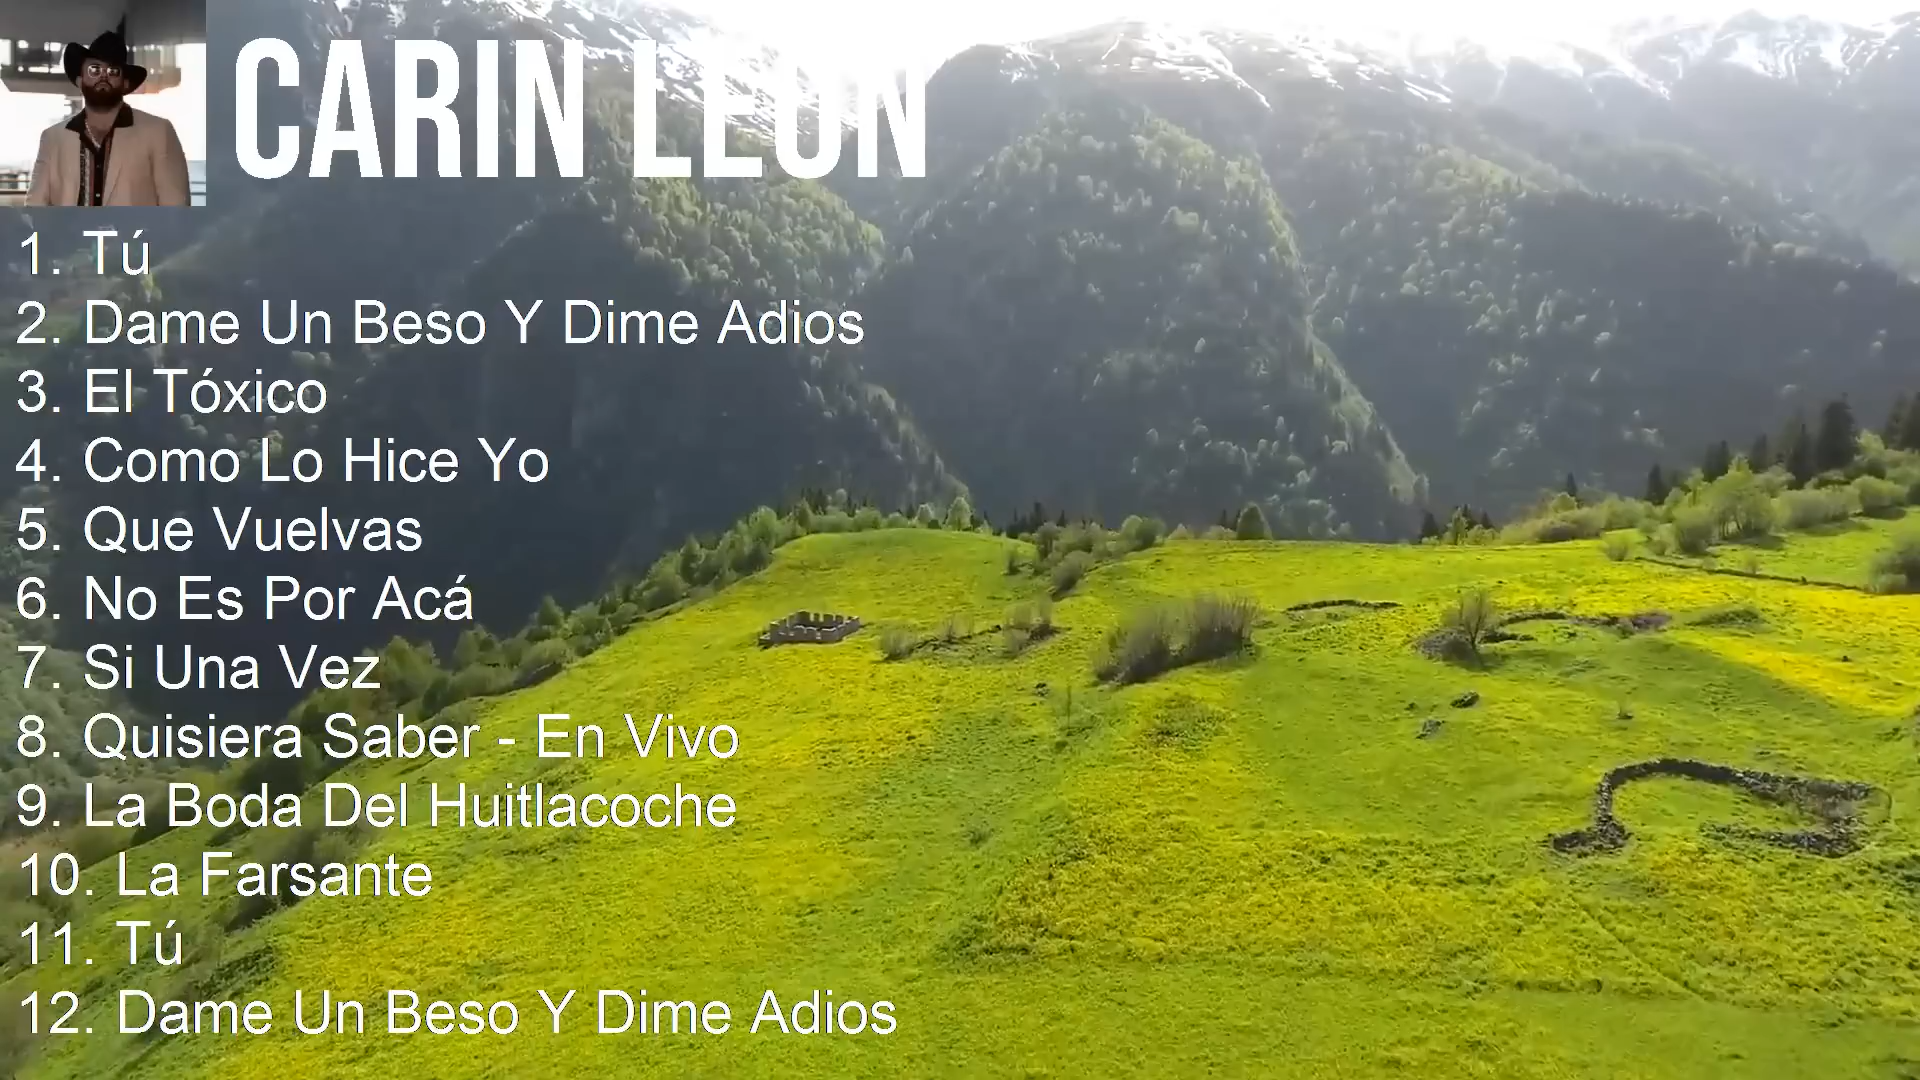 CARIN LEON
1. Tú
2. Dame Un Beso Y Dime Adios
3. El Tóxico
4. Como Lo Hice Yo
5. Que Vuelvas
6. No Es Por Acá
7. Si Una Vez
8. Quisiera Saber - En Vivo
9. La Boda Del Huitlacoche
10. La Farsante
11. Tú
12. Dame Un Beso Y Dime Adios